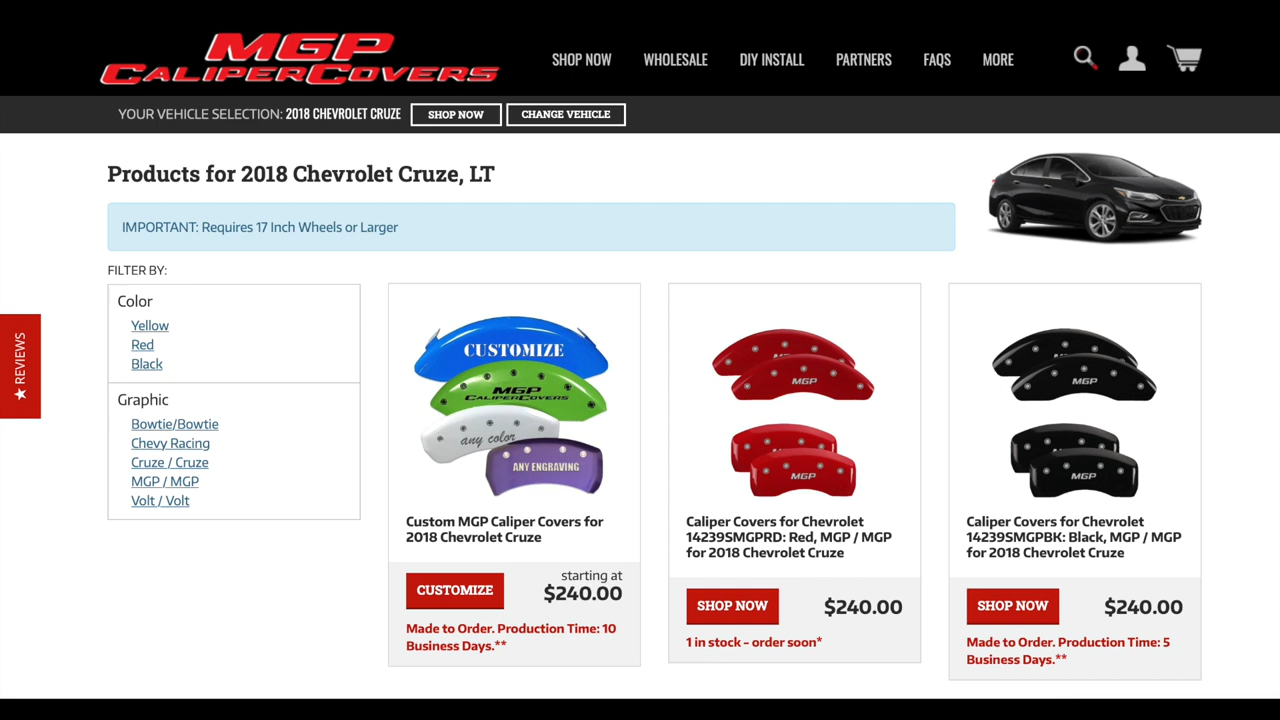 MGP
CALIPERCOVERS
SHOP NOW
WHOLESALE
DIY INSTALL
PARTNERS
FAQS
MORE
YOUR VEHICLE SELECTION: 2018 CHEVROLET CRUZE
SHOP NOW
CHANGE VEHICLE
Products for 2018 Chevrolet Cruze, LT
IMPORTANT: Requires 17 Inch Wheels or Larger
FILTER BY:
Color
Yellow
Red
Black
Graphic
Bowtie/Bowtie
Chevy Racing
Cruze / Cruze
MGP / MGP
Volt / Volt
★ REVIEWS
CUSTOMIZE
MGP
CALIPERCOVERS
any color
ANY ENGRAVING
Custom MGP Caliper Covers for
2018 Chevrolet Cruze
CUSTOMIZE
starting at
$240.00
Made to Order. Production Time: 10
Business Days.**
MGP
MGP
MGP
Caliper Covers for Chevrolet
14239SMGPRD: Red, MGP / MGP
for 2018 Chevrolet Cruze
SHOP NOW
$240.00
1 in stock - order soon*
MGP
MGP
MGP
Caliper Covers for Chevrolet
14239SMGPBK: Black, MGP / MGP
for 2018 Chevrolet Cruze
SHOP NOW
$240.00
Made to Order. Production Time: 5
Business Days.**